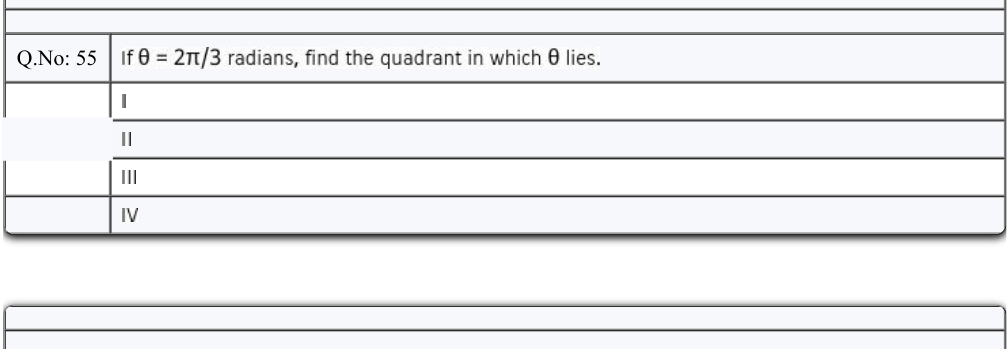 Q.No: 55 If θ = 2π/3 radians, find the quadrant in which θ lies.
I
II
III
IV